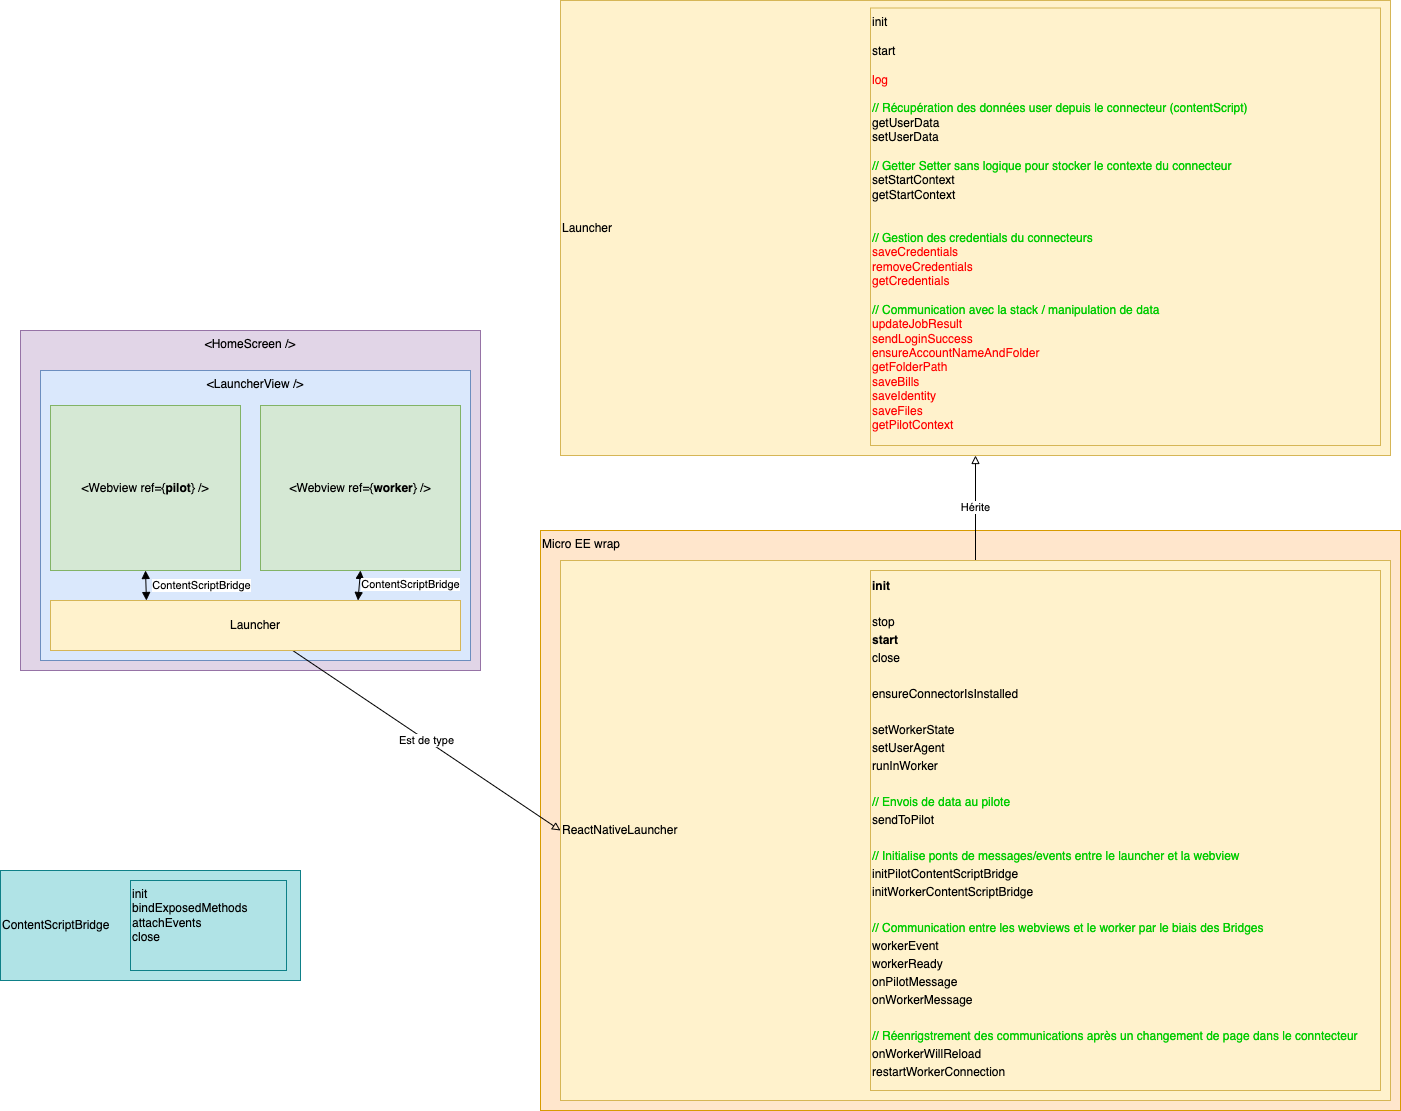 Launcher
init
start
log
// Récupération des données user depuis le connecteur (contentScript)
getUserData
setUserData
// Getter Setter sans logique pour stocker le contexte du connecteur
setStartContext
getStartContext
// Gestion des credentials du connecteurs
saveCredentials
removeCredentials
getCredentials
// Communication avec la stack / manipulation de data
updateJobResult
sendLoginSuccess
ensureAccountNameAndFolder
getFolderPath
saveBills
saveIdentity
saveFiles
getPilotContext
<HomeScreen />
<LauncherView />
<Webview ref={pilot} />
<Webview ref={worker} />
ContentScriptBridge
ContentScriptBridge
Launcher
Hérite
Est de type
Micro EE wrap
ReactNativeLauncher
init
stop
start
close
ensureConnectorIsInstalled
setWorkerState
setUserAgent
runInWorker
// Envois de data au pilote
sendToPilot
// Initialise ponts de messages/events entre le launcher et la webview
initPilotContentScriptBridge
initWorkerContentScriptBridge
// Communication entre les webviews et le worker par le biais des Bridges
workerEvent
workerReady
onPilotMessage
onWorkerMessage
// Réenrigstrement des communications après un changement de page dans le conntecteur
onWorkerWillReload
restartWorkerConnection
ContentScriptBridge
init
bindExposedMethods
attachEvents
close